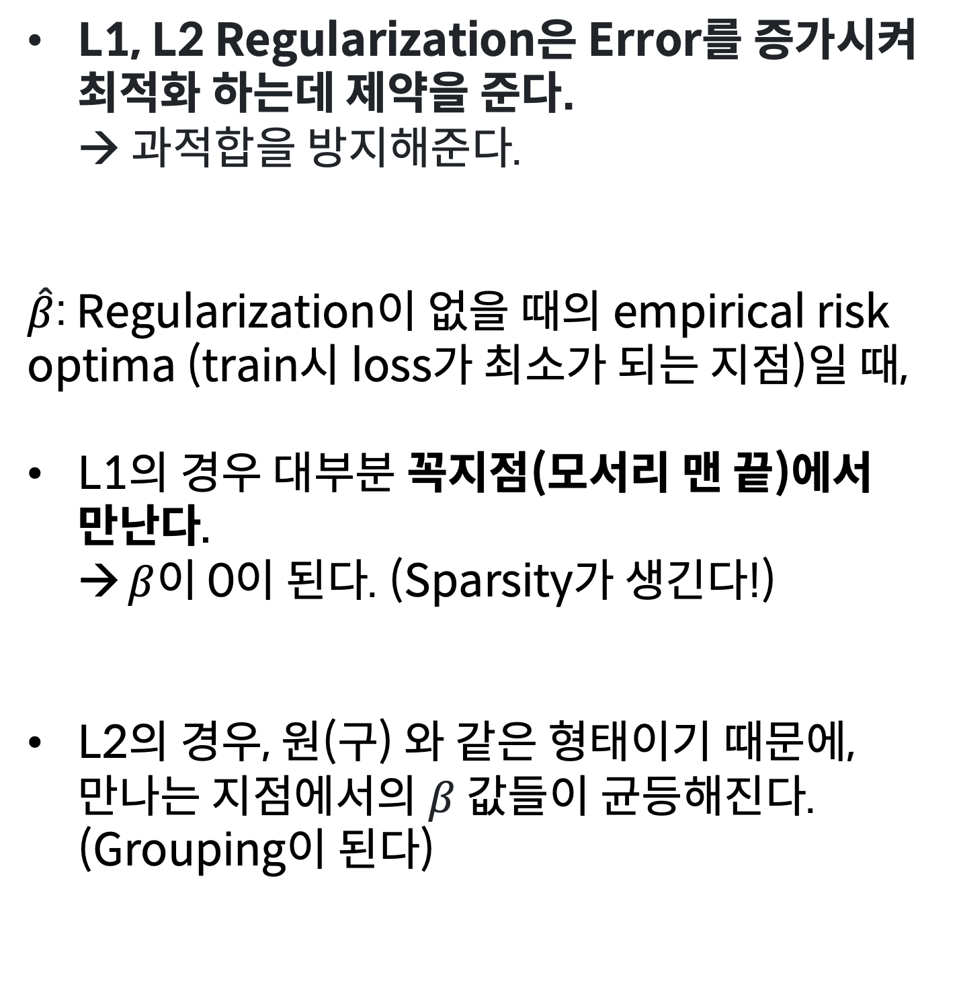 • L1, L2 Regularization은 Error를 증가시켜
최적화 하는데 제약을 준다.
→ 과적합을 방지해준다.
β̂: Regularization이 없을 때의 empirical risk
optima (train시 loss가 최소가 되는 지점)일 때,
• L1의 경우 대부분 꼭지점(모서리 맨 끝)에서
만난다.
→ β이 0이 된다. (Sparsity가 생긴다!)
• L2의 경우, 원(구) 와 같은 형태이기 때문에,
만나는 지점에서의 β 값들이 균등해진다.
(Grouping이 된다)